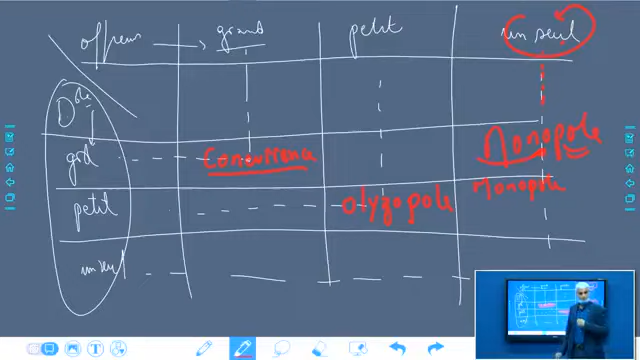 offreurs → grand petit un seul
Dde
grd Concurrence Monopole
petit olygopole Monopole
un seul